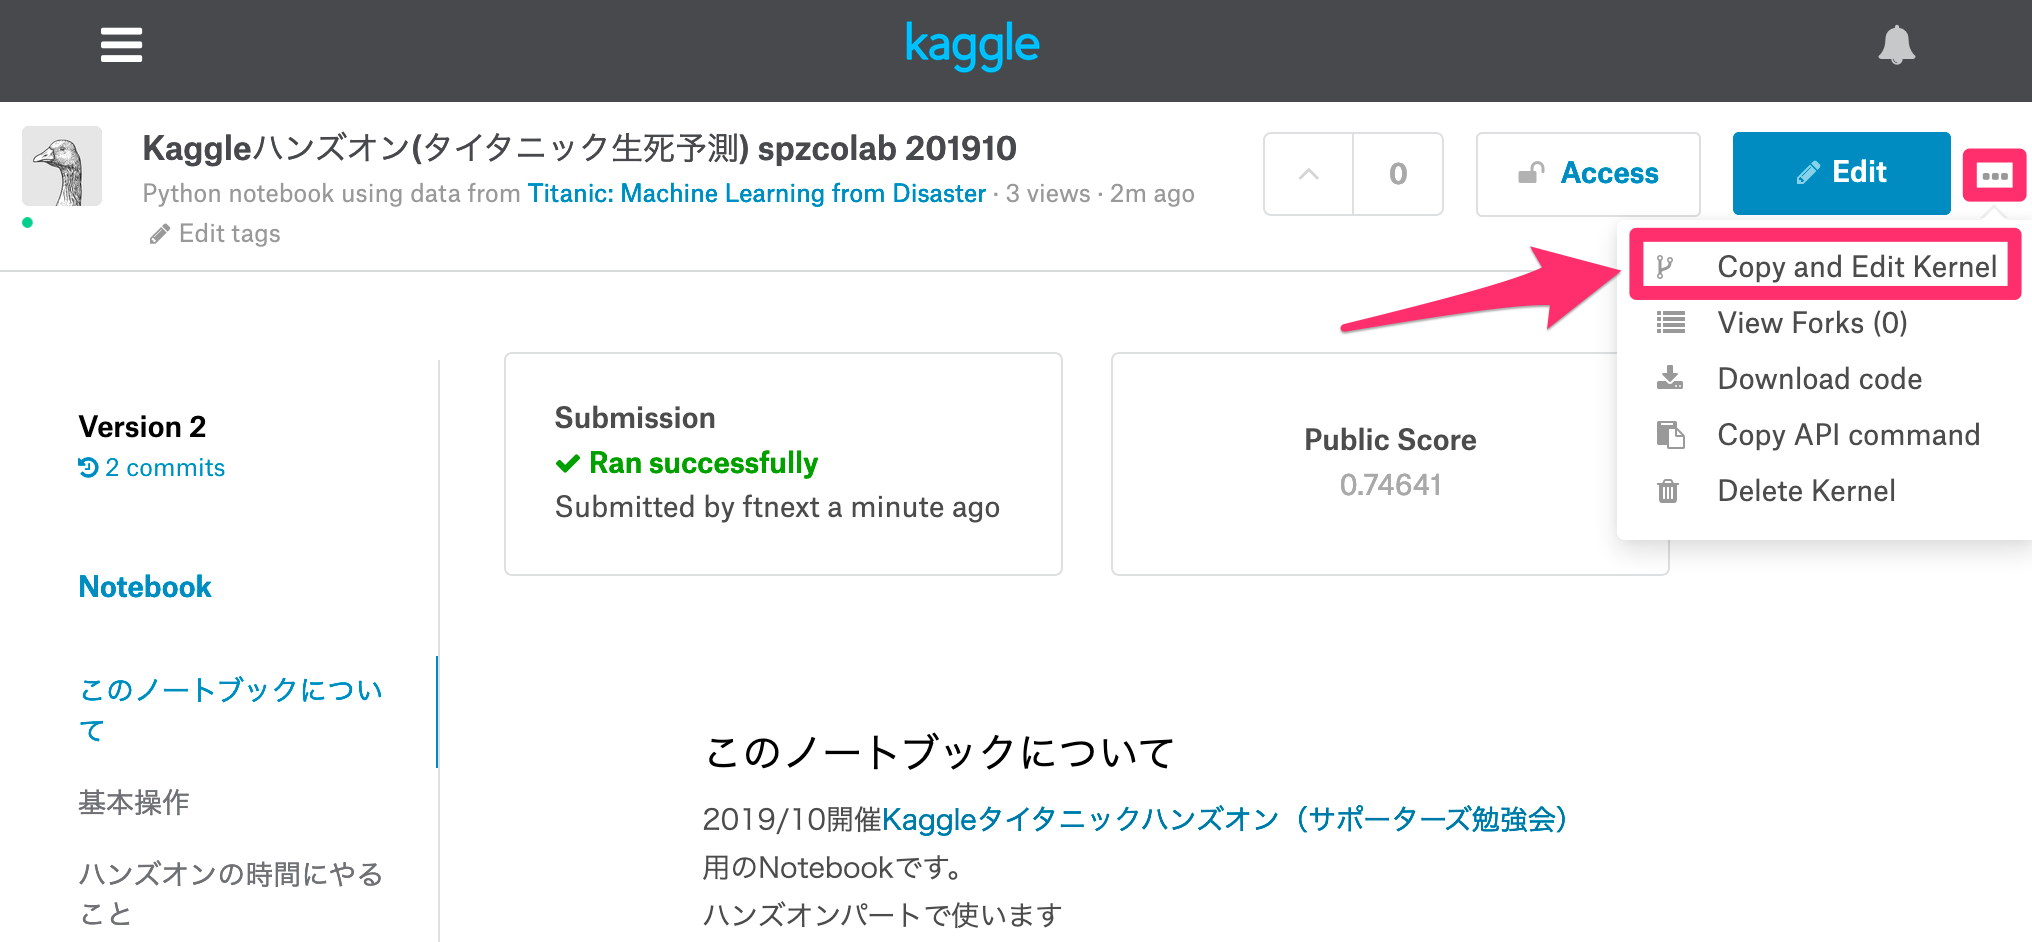 kaggle
Kaggleハンズオン(タイタニック生死予測) spzcolab 201910
Python notebook using data from Titanic: Machine Learning from Disaster · 3 views · 2m ago
Edit tags
0
Access
Edit
Copy and Edit Kernel
View Forks (0)
Download code
Copy API command
Delete Kernel
Version 2
2 commits
Notebook
このノートブックについ
て
基本操作
ハンズオンの時間にやる
こと
Submission
Ran successfully
Submitted by ftnext a minute ago
Public Score
0.74641
このノートブックについて
2019/10開催Kaggleタイタニックハンズオン（サポーターズ勉強会）
用のNotebookです。
ハンズオンパートで使います